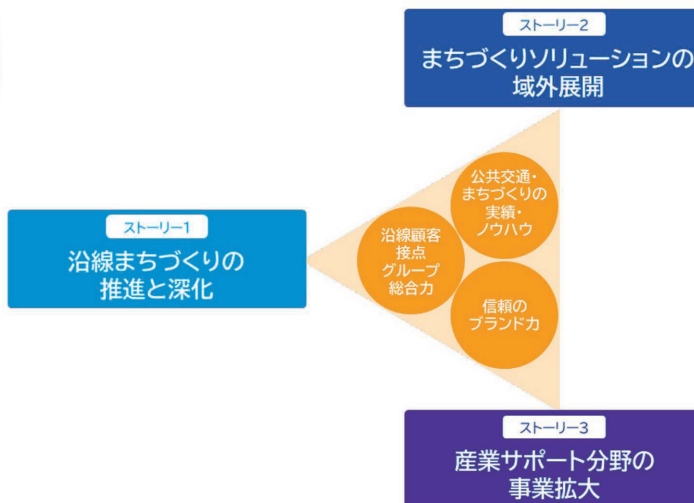 ストーリー1
沿線まちづくりの
推進と深化
ストーリー2
まちづくりソリューションの
域外展開
公共交通・
まちづくりの
実績・
ノウハウ
沿線顧客
接点
グループ
総合力
信頼の
ブランド力
ストーリー3
産業サポート分野の
事業拡大